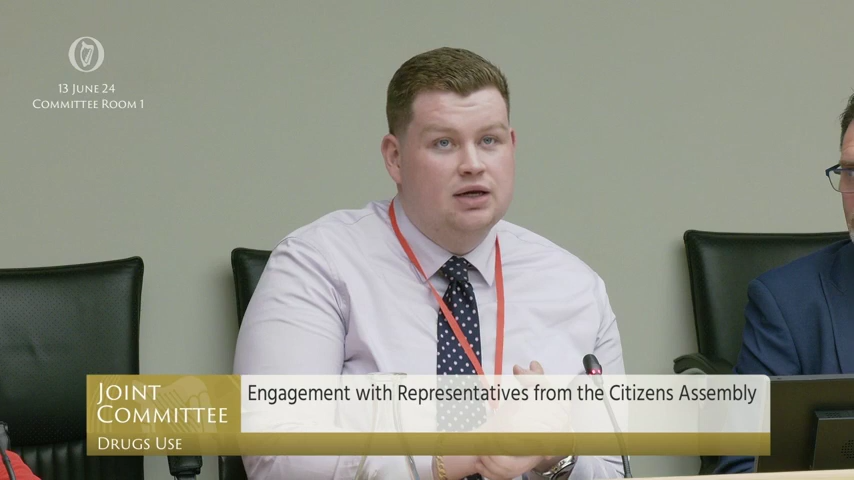 13 June 24
Committee Room 1
Engagement with Representatives from the Citizens Assembly
Joint
Committee
Drugs Use